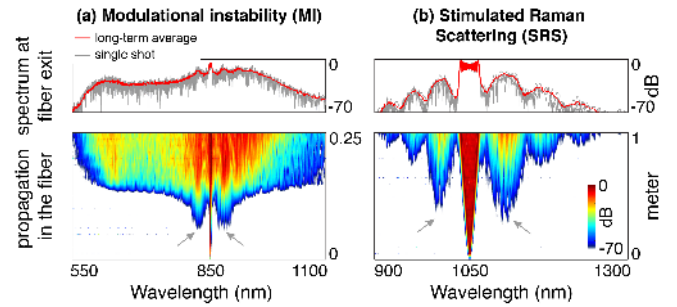 (a) Modulational instability (MI)
(b) Stimulated Raman
Scattering (SRS)
long-term average
single shot
spectrum at
fiber exit
0
-70
0
-70
dB
propagation
in the fiber
0.25
0
1
0
meter
0
dB
-70
550
850
1100
900
1050
1300
Wavelength (nm)
Wavelength (nm)